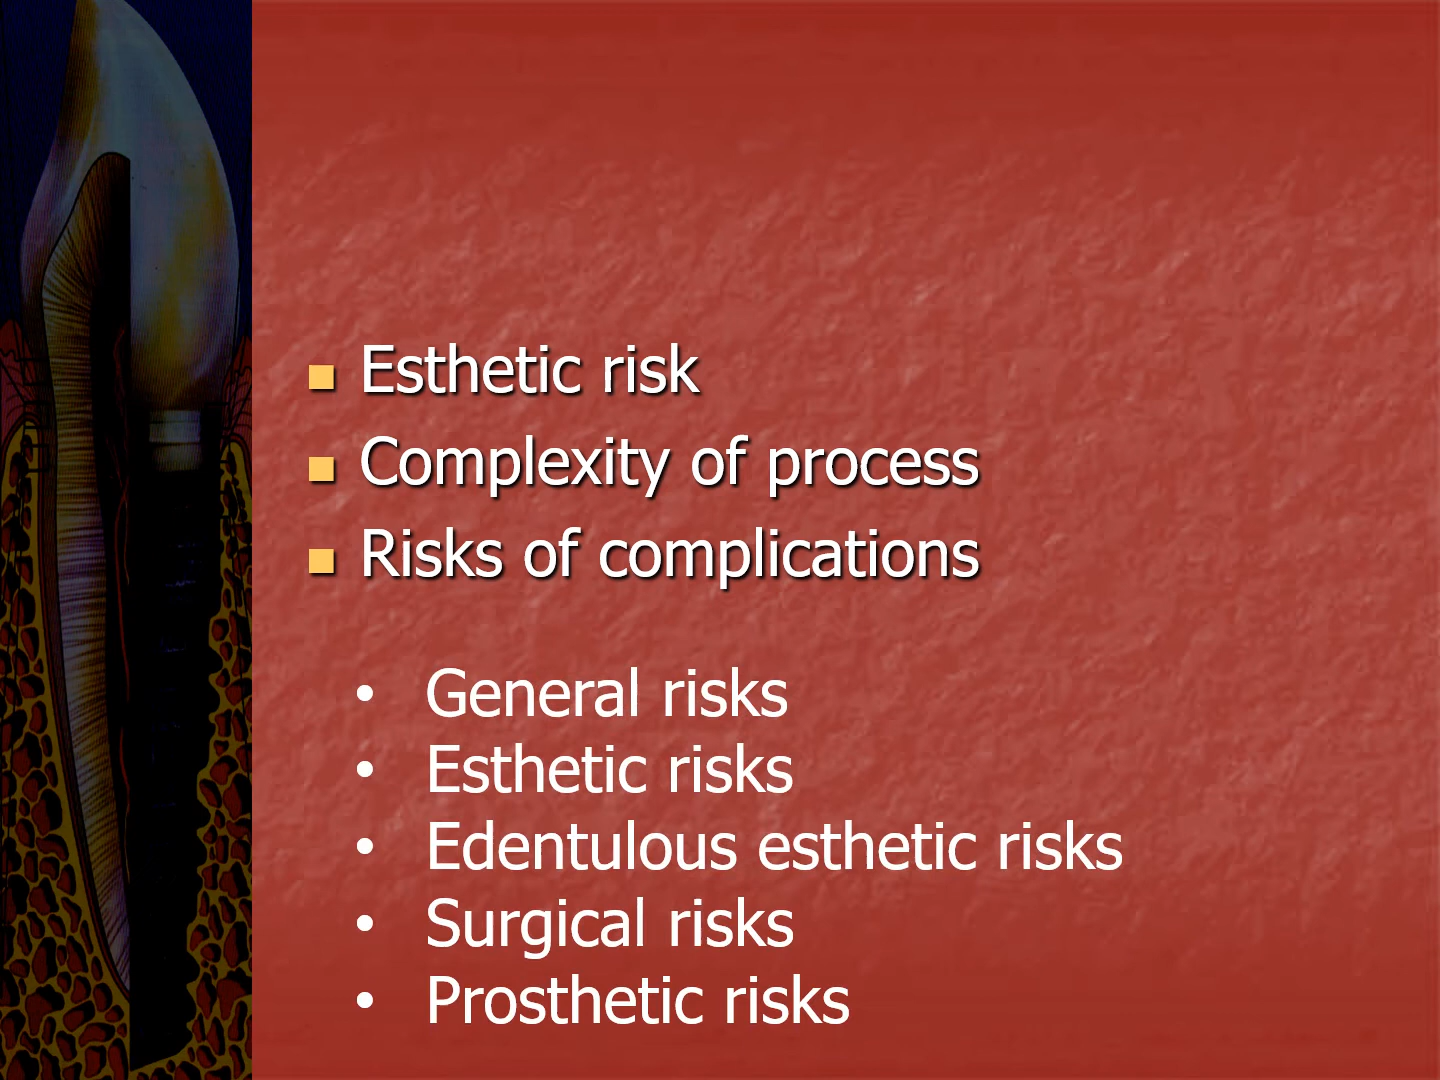 Esthetic risk
Complexity of process
Risks of complications
• General risks
• Esthetic risks
• Edentulous esthetic risks
• Surgical risks
• Prosthetic risks